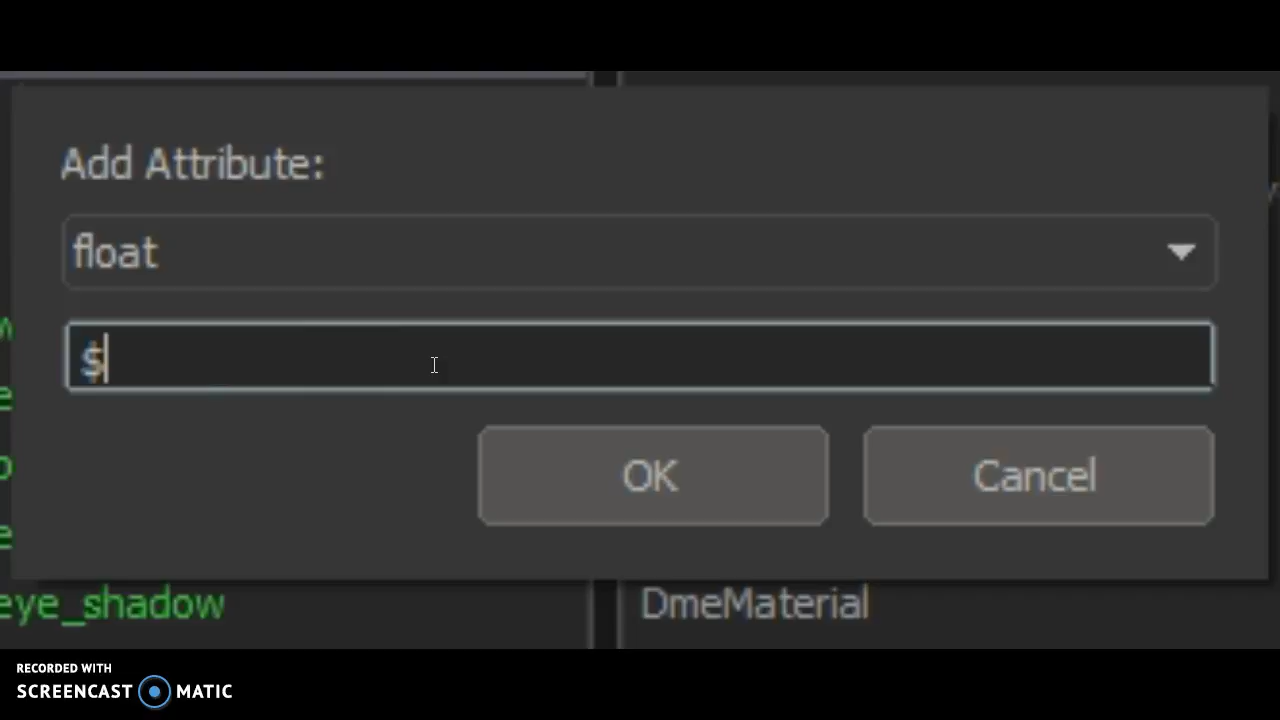 Add Attribute:
float
$
OK
Cancel
eye_shadow
DmeMaterial
RECORDED WITH
SCREENCAST MATIC